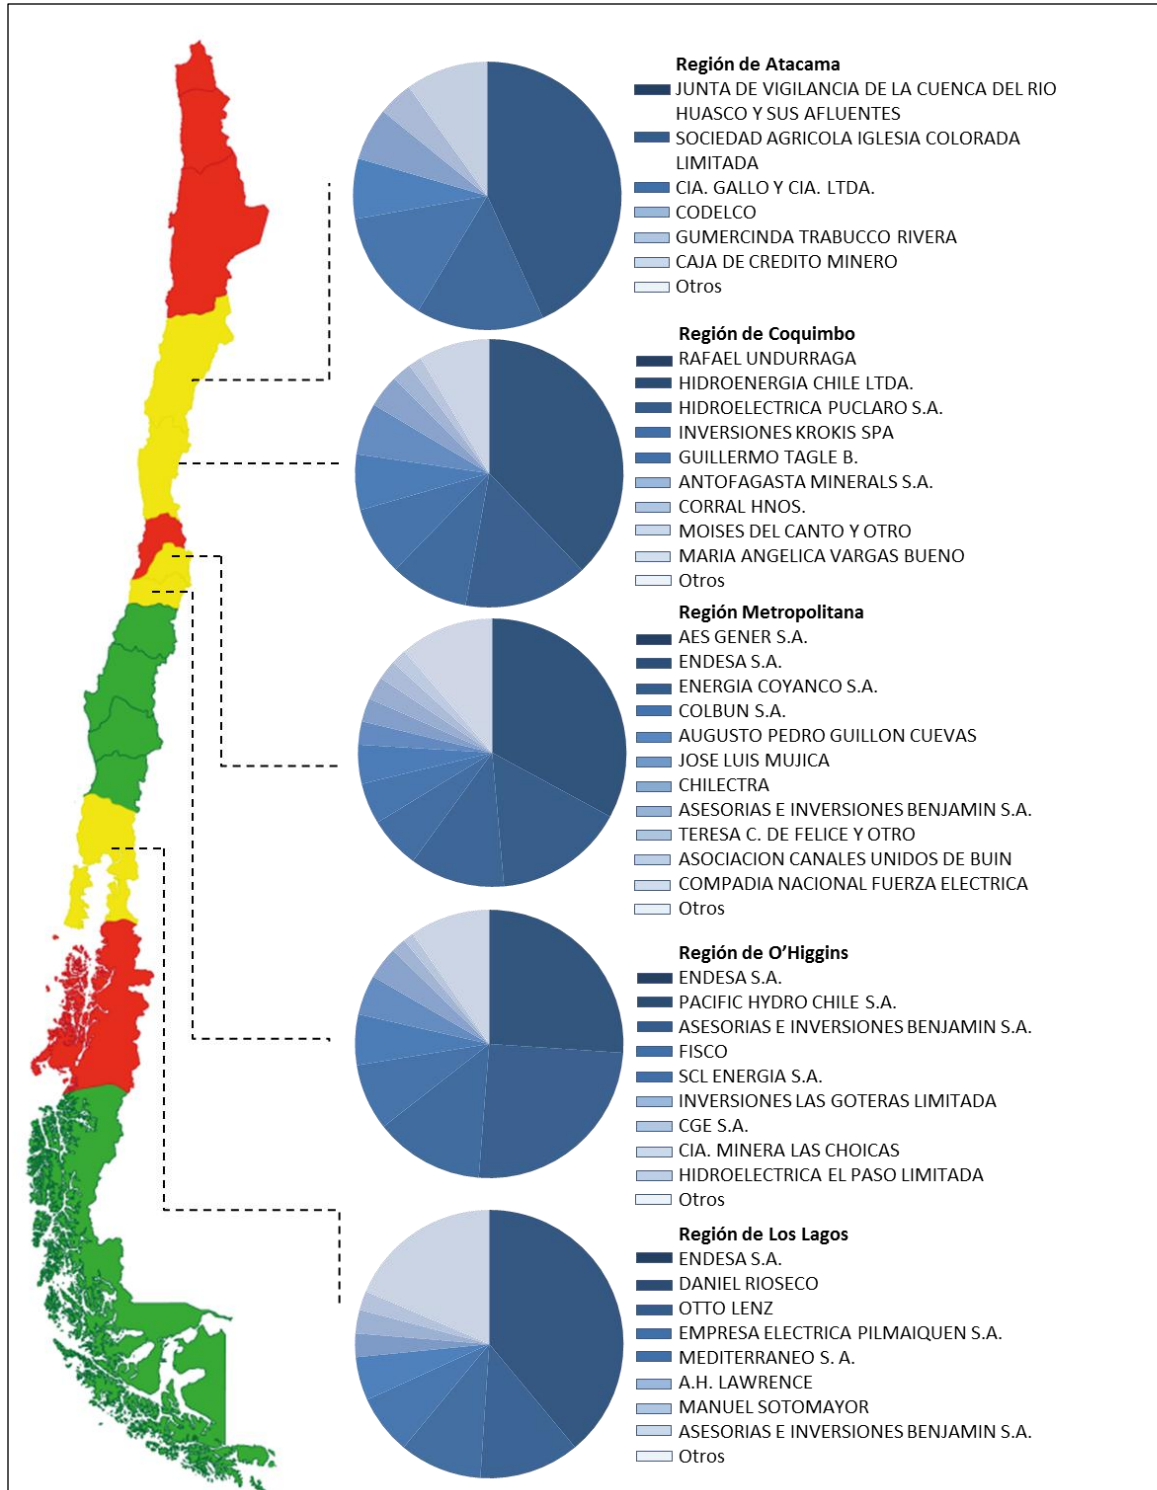 Región de Atacama
JUNTA DE VIGILANCIA DE LA CUENCA DEL RIO
HUASCO Y SUS AFLUENTES
SOCIEDAD AGRICOLA IGLESIA COLORADA
LIMITADA
CIA. GALLO Y CIA. LTDA.
CODELCO
GUMERCINDA TRABUCCO RIVERA
CAJA DE CREDITO MINERO
Otros
Región de Coquimbo
RAFAEL UNDURRAGA
HIDROENERGIA CHILE LTDA.
HIDROELECTRICA PUCLARO S.A.
INVERSIONES KROKIS SPA
GUILLERMO TAGLE B.
ANTOFAGASTA MINERALS S.A.
CORRAL HNOS.
MOISES DEL CANTO Y OTRO
MARIA ANGELICA VARGAS BUENO
Otros
Región Metropolitana
AES GENER S.A.
ENDESA S.A.
ENERGIA COYANCO S.A.
COLBUN S.A.
AUGUSTO PEDRO GUILLON CUEVAS
JOSE LUIS MUJICA
CHILECTRA
ASESORIAS E INVERSIONES BENJAMIN S.A.
TERESA C. DE FELICE Y OTRO
ASOCIACION CANALES UNIDOS DE BUIN
COMPADIA NACIONAL FUERZA ELECTRICA
Otros
Región de O’Higgins
ENDESA S.A.
PACIFIC HYDRO CHILE S.A.
ASESORIAS E INVERSIONES BENJAMIN S.A.
FISCO
SCL ENERGIA S.A.
INVERSIONES LAS GOTERAS LIMITADA
CGE S.A.
CIA. MINERA LAS CHOICAS
HIDROELECTRICA EL PASO LIMITADA
Otros
Región de Los Lagos
ENDESA S.A.
DANIEL RIOSECO
OTTO LENZ
EMPRESA ELECTRICA PILMAIQUEN S.A.
MEDITERRANEO S. A.
A.H. LAWRENCE
MANUEL SOTOMAYOR
ASESORIAS E INVERSIONES BENJAMIN S.A.
Otros